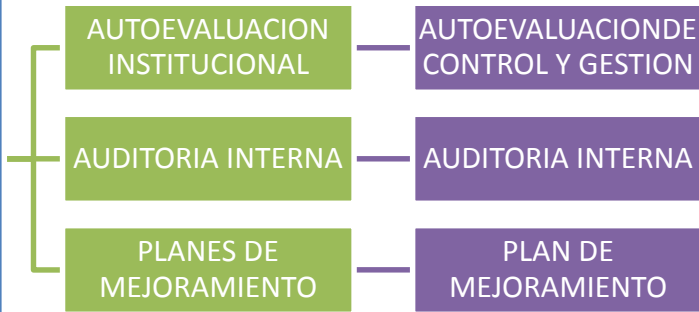 AUTOEVALUACION
INSTITUCIONAL
AUTOEVALUACIONDE
CONTROL Y GESTION
AUDITORIA INTERNA
AUDITORIA INTERNA
PLANES DE
MEJORAMIENTO
PLAN DE
MEJORAMIENTO